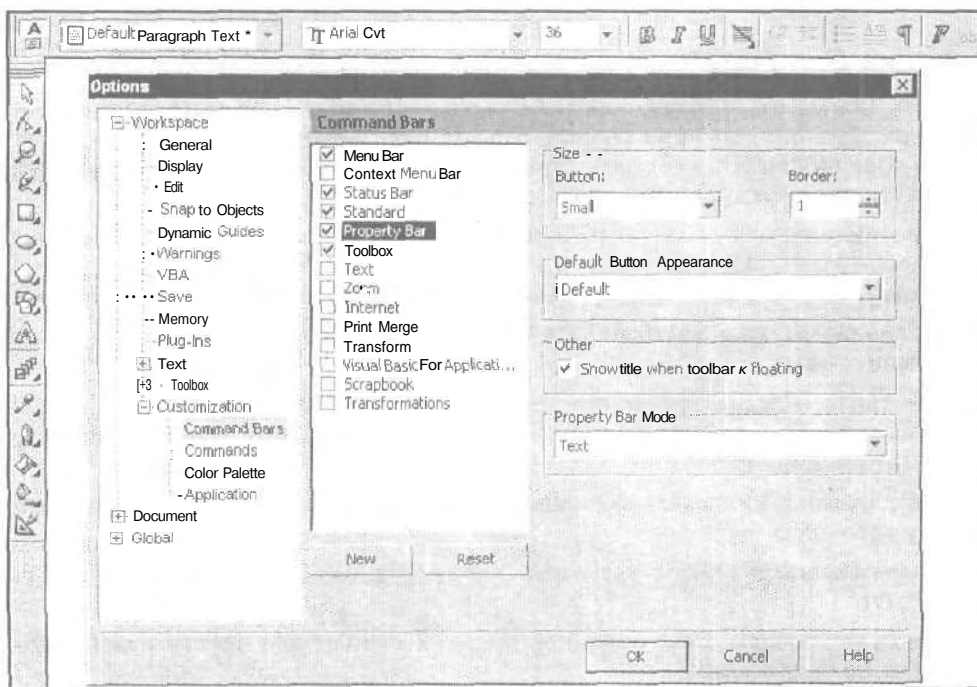 Default Paragraph Text *
Arial Cvt
36
Options
Workspace
General
Display
Edit
Snap to Objects
Dynamic Guides
Warnings
VBA
Save
Memory
Plug-Ins
Text
[+3 - Toolbox
Customization
Command Bars
Commands
Color Palette
Application
Document
Global
Command Bars
Menu Bar
Context Menu Bar
Status Bar
Standard
Property Bar
Toolbox
Text
Zoom
Internet
Print Merge
Transform
Visual Basic For Applicati...
Scrapbook
Transformations
New
Reset
Size - -
Button:
Border:
Small
1
Default Button Appearance
i Default
Other
Show title when toolbar к floating
Property Bar Mode
Text
OK
Cancel
Help